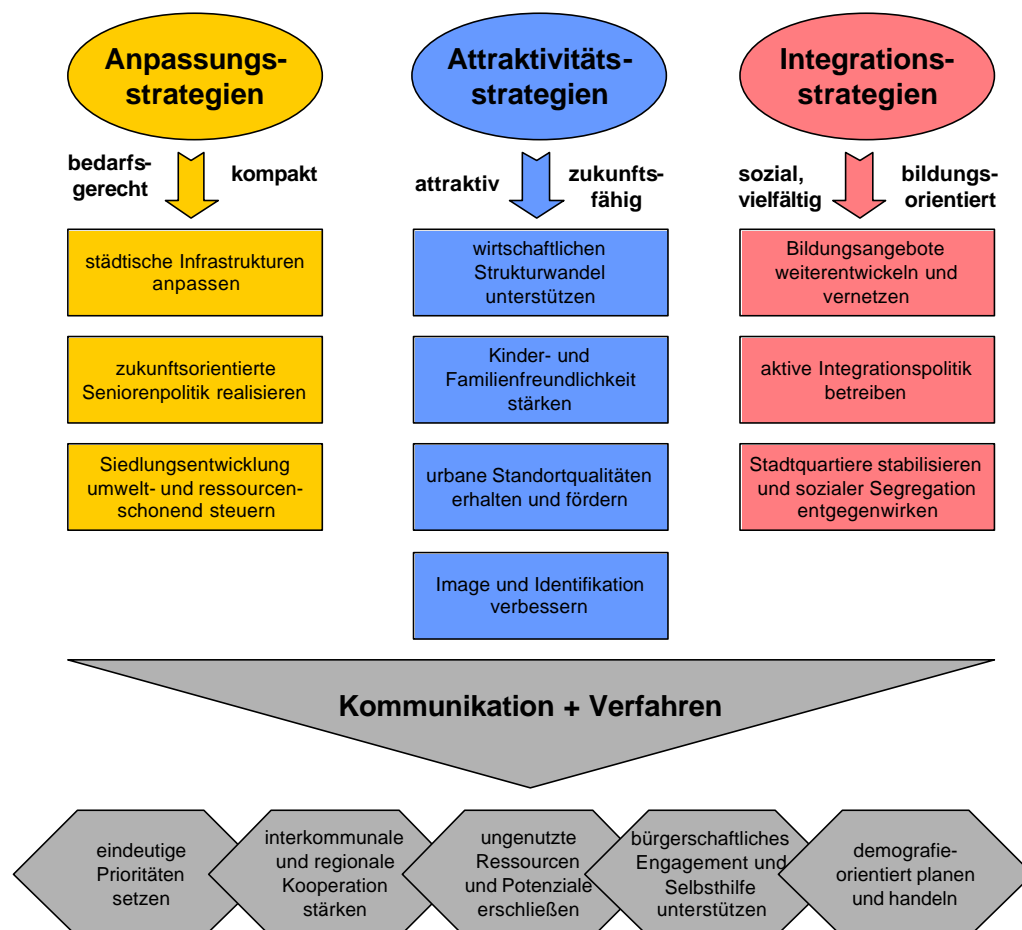 Anpassungs-
strategien
bedarfs-
gerecht
kompakt
städtische Infrastrukturen
anpassen
zukunftsorientierte
Seniorenpolitik realisieren
Siedlungsentwicklung
umwelt- und ressourcen-
schonend steuern
Attraktivitäts-
strategien
attraktiv
zukunfts-
fähig
wirtschaftlichen
Strukturwandel
unterstützen
Kinder- und
Familienfreundlichkeit
stärken
urbane Standortqualitäten
erhalten und fördern
Image und Identifikation
verbessern
Integrations-
strategien
sozial,
vielfältig
bildungs-
orientiert
Bildungsangebote
weiterentwickeln und
vernetzen
aktive Integrationspolitik
betreiben
Stadtquartiere stabilisieren
und sozialer Segregation
entgegenwirken
Kommunikation + Verfahren
eindeutige
Prioritäten
setzen
interkommunale
und regionale
Kooperation
stärken
ungenutzte
Ressourcen
und Potenziale
erschließen
bürgerschaftliches
Engagement und
Selbsthilfe
unterstützen
demografie-
orientiert planen
und handeln